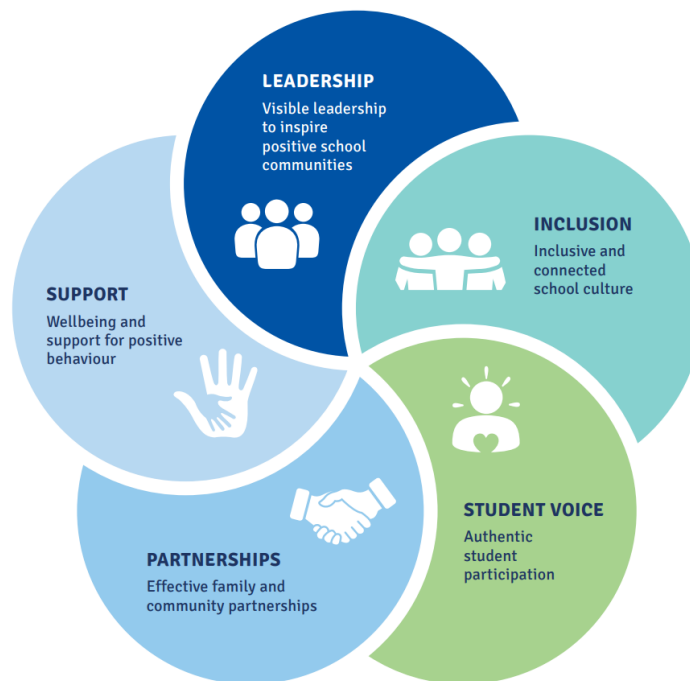 LEADERSHIP
Visible leadership
to inspire
positive school
communities
INCLUSION
Inclusive and
connected
school culture
STUDENT VOICE
Authentic
student
participation
PARTNERSHIPS
Effective family and
community partnerships
SUPPORT
Wellbeing and
support for positive
behaviour